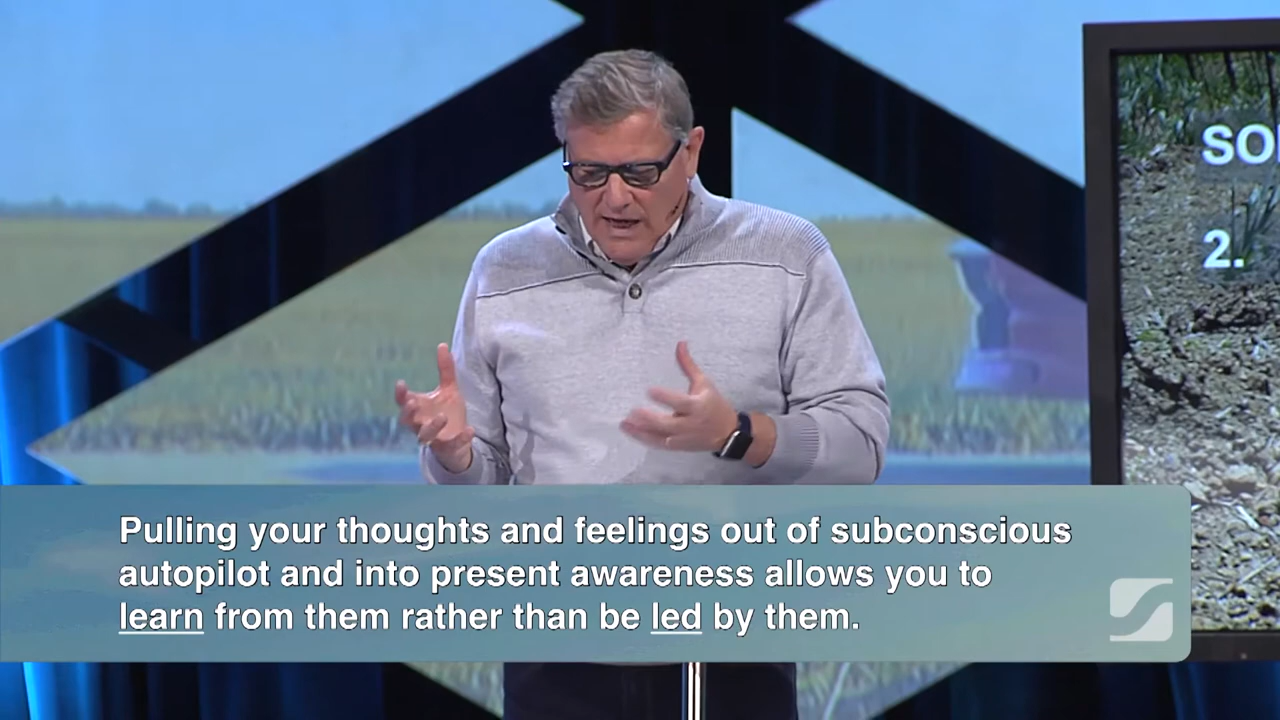 SO
2.
Pulling your thoughts and feelings out of subconscious
autopilot and into present awareness allows you to
learn from them rather than be led by them.